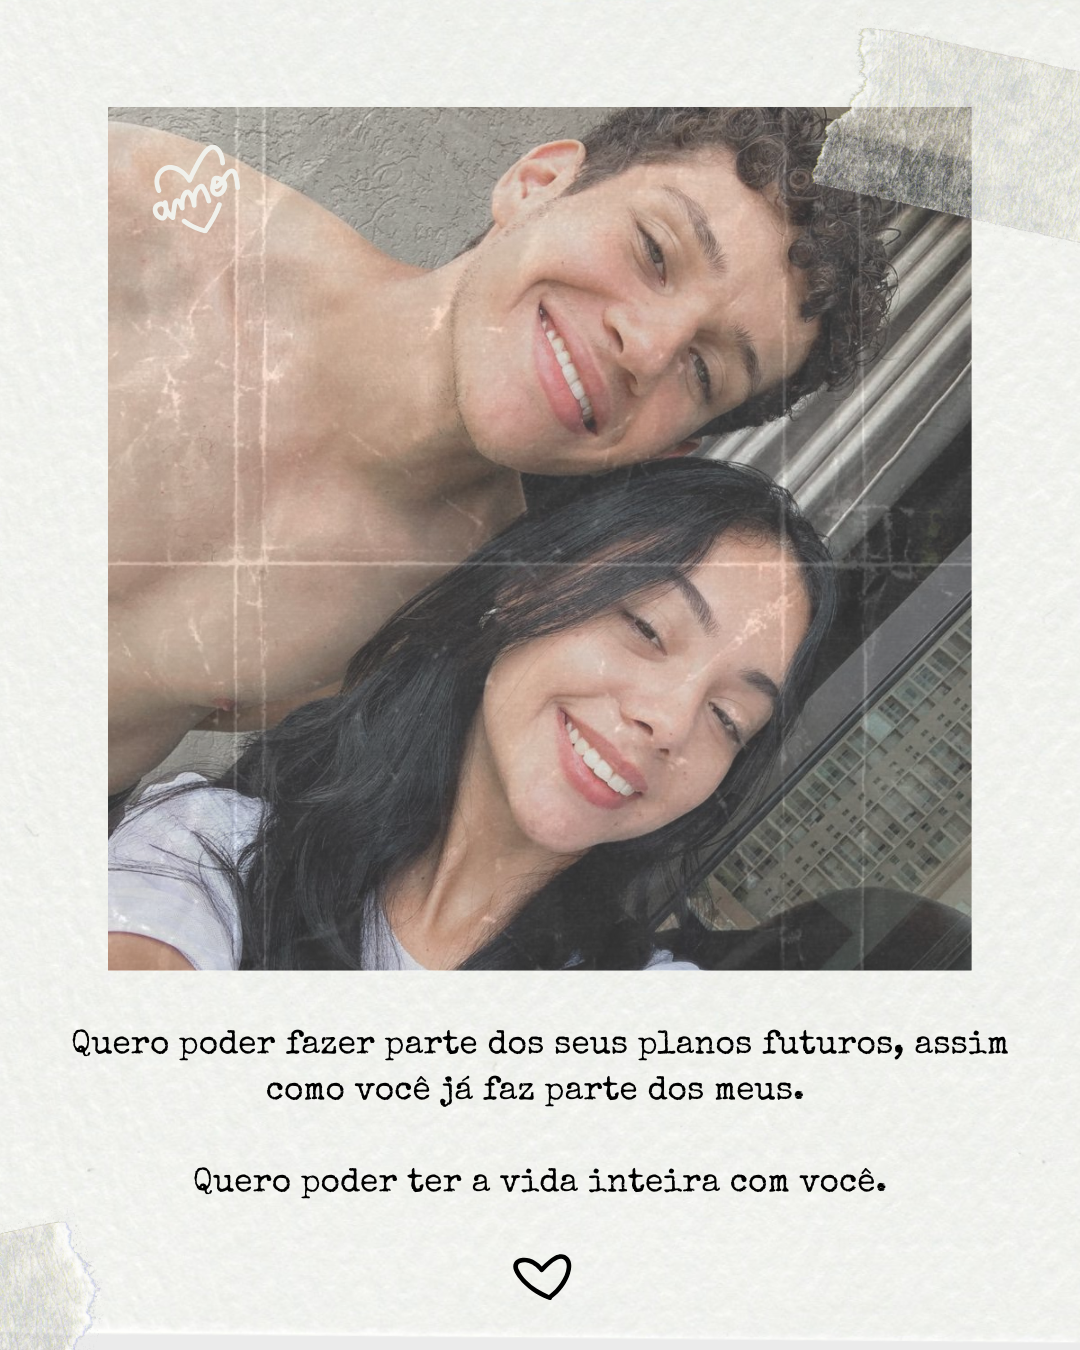 amor
Quero poder fazer parte dos seus planos futuros, assim
como você já faz parte dos meus.
Quero poder ter a vida inteira com você.